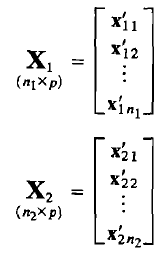 X₁ = [x′₁₁
(n₁×p)
x′₁₂
⋮
x′₁ₙ₁]
X₂ = [x′₂₁
(n₂×p)
x′₂₂
⋮
x′₂ₙ₂]